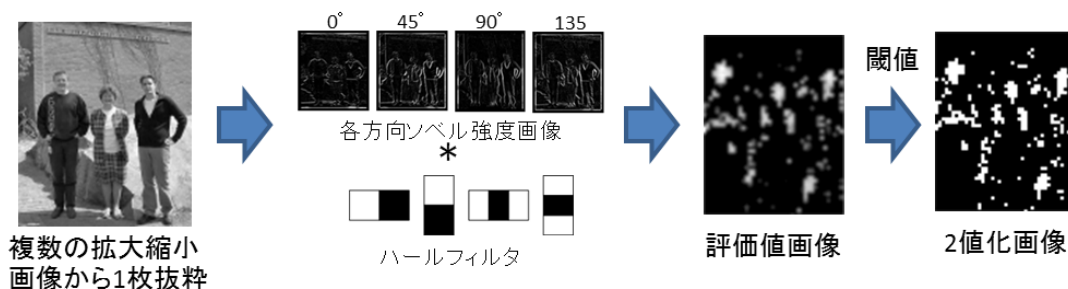 0°
45°
90°
135
各方向ソベル強度画像
*
ハールフィルタ
複数の拡大縮小
画像から1枚抜粋
評価値画像
閾値
2値化画像